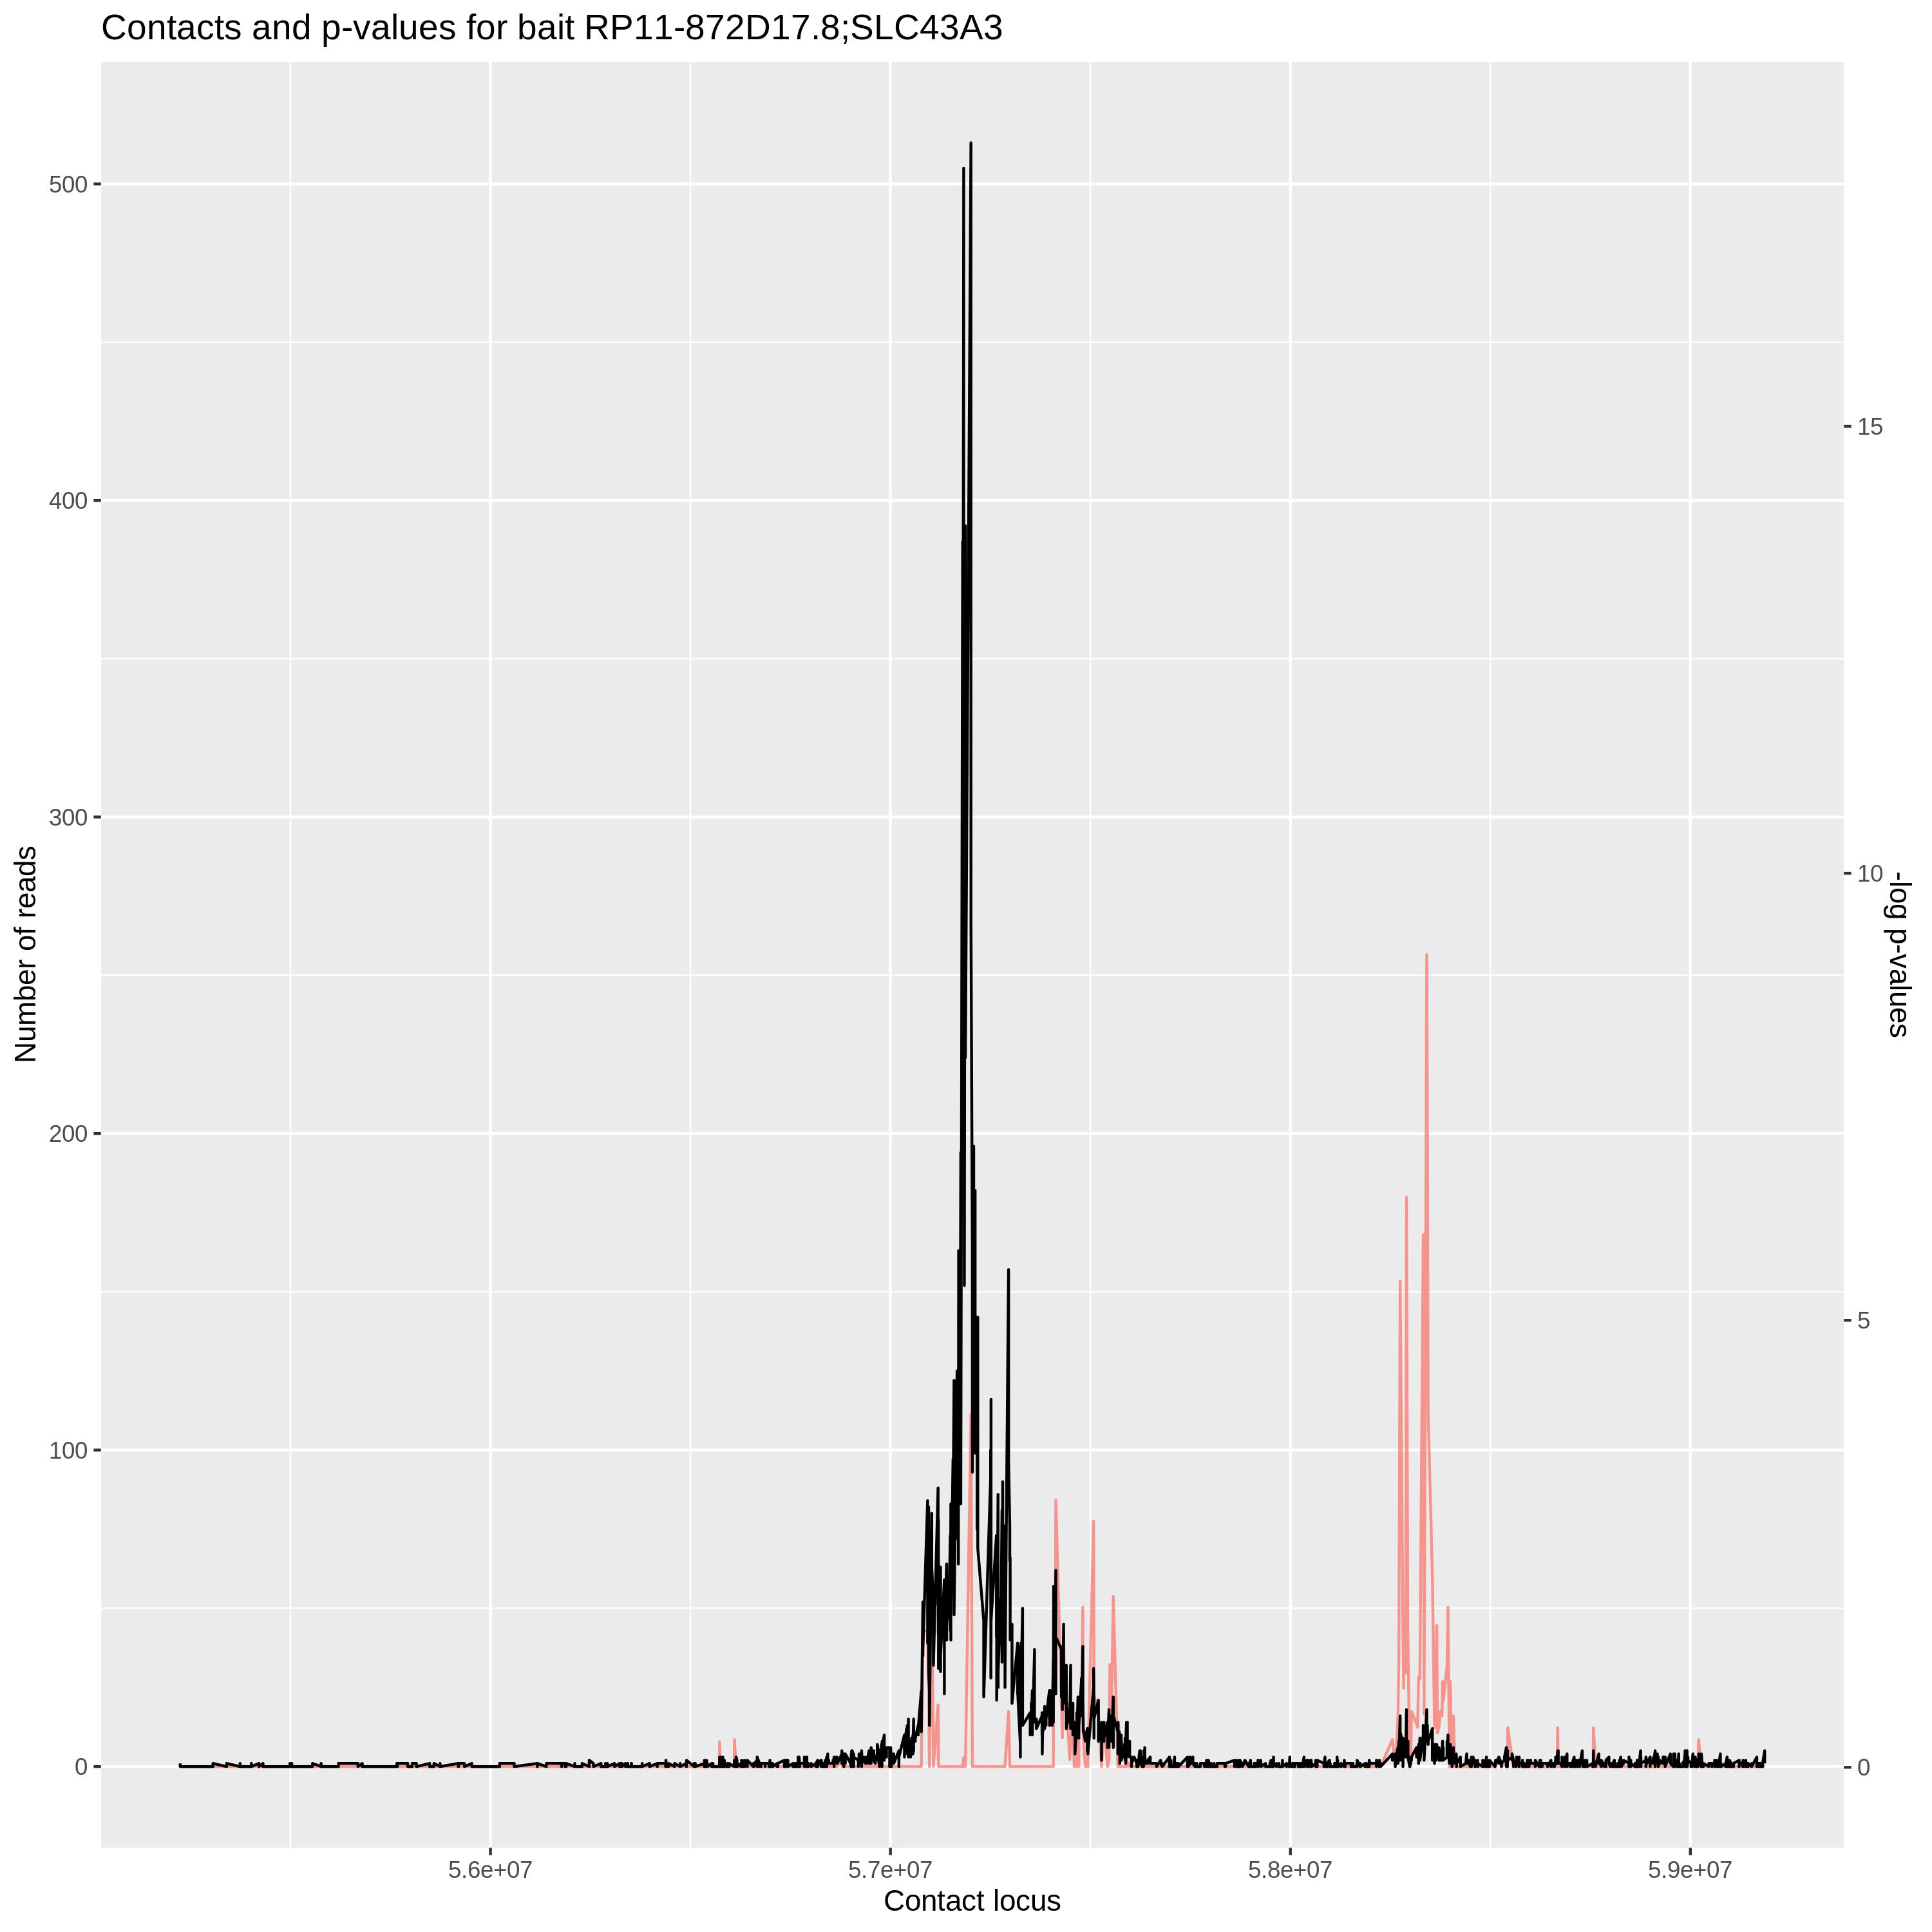 Contacts and p-values for bait RP11-872D17.8;SLC43A3
500
400
300
200
100
0
Number of reads
15
10
5
0
-log p-values
5.6e+07
5.7e+07
5.8e+07
5.9e+07
Contact locus